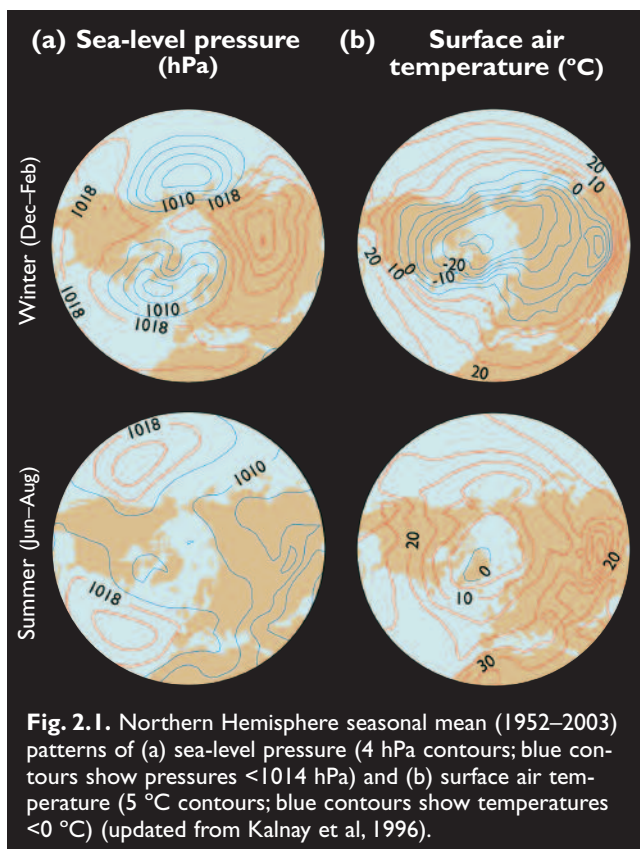 (a) Sea-level pressure (hPa)
(b) Surface air temperature (ºC)
Winter (Dec–Feb)
1018
1010
1018
1010
1018
1018
20
10
0
20
10
0
-20
-10
20
Summer (Jun–Aug)
1018
1010
1018
20
20
0
10
30
Fig. 2.1. Northern Hemisphere seasonal mean (1952–2003)
patterns of (a) sea-level pressure (4 hPa contours; blue con-
tours show pressures <1014 hPa) and (b) surface air tem-
perature (5 ºC contours; blue contours show temperatures
<0 ºC) (updated from Kalnay et al, 1996).